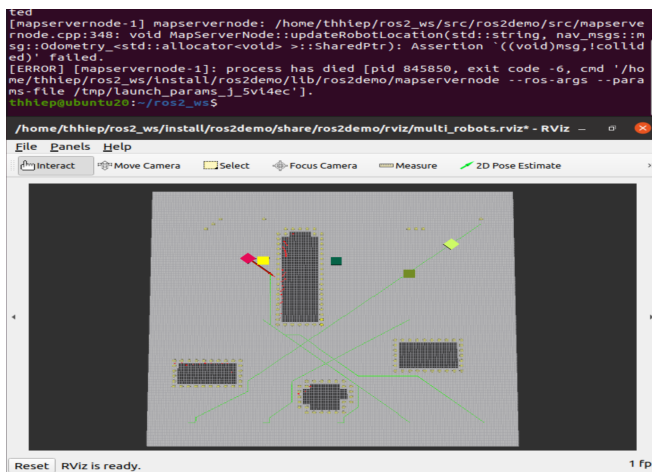 ted
[mapservernode-1] mapservernode: /home/thhiep/ros2_ws/src/ros2demo/src/mapserve
rnode.cpp:348: void MapServerNode::updateRobotLocation(std::string, nav_msgs::m
sg::Odometry_<std::allocator<void> >::SharedPtr): Assertion `((void)msg,!collid
ed)' failed.
[ERROR] [mapservernode-1]: process has died [pid 845850, exit code -6, cmd '/ho
me/thhiep/ros2_ws/install/ros2demo/lib/ros2demo/mapservernode --ros-args --para
ms-file /tmp/launch_params_j_5vi4ec'].
thhiep@ubuntu20:~/ros2_ws$
/home/thhiep/ros2_ws/install/ros2demo/share/ros2demo/rviz/multi_robots.rviz* - RViz
File Panels Help
Interact Move Camera Select Focus Camera Measure 2D Pose Estimate
Reset RViz is ready. 1 fp